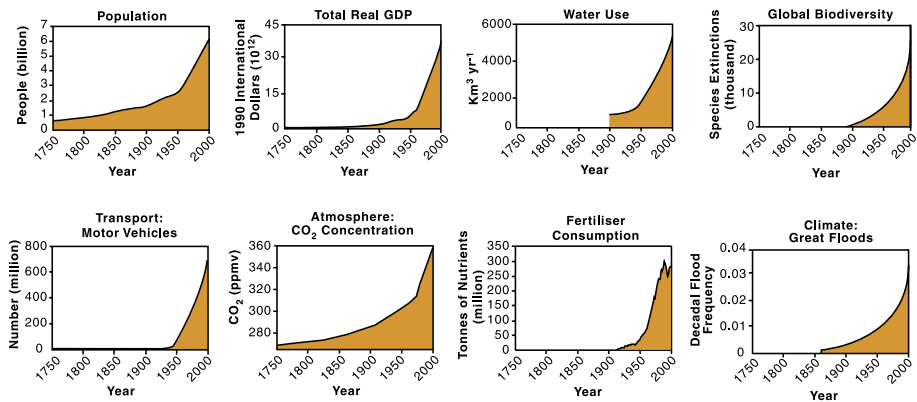 Population
People (billion)
7
6
5
4
3
2
1
0
1750
1800
1850
1900
1950
2000
Year
Total Real GDP
1990 International
Dollars (10¹²)
45
30
15
0
1750
1800
1850
1900
1950
2000
Year
Water Use
Km³ yr⁻¹
6000
4000
2000
0
1750
1800
1850
1900
1950
2000
Year
Global Biodiversity
Species Extinctions
(thousand)
30
20
10
0
1750
1800
1850
1900
1950
2000
Year
Transport:
Motor Vehicles
Number (million)
800
600
400
200
0
1750
1800
1850
1900
1950
2000
Year
Atmosphere:
CO₂ Concentration
CO₂ (ppmv)
360
340
320
300
280
1750
1800
1850
1900
1950
2000
Year
Fertiliser
Consumption
Tonnes of Nutrients
(million)
350
300
250
200
150
100
50
0
1750
1800
1850
1900
1950
2000
Year
Climate:
Great Floods
Decadal Flood
Frequency
0.04
0.03
0.02
0.01
0
1750
1800
1850
1900
1950
2000
Year